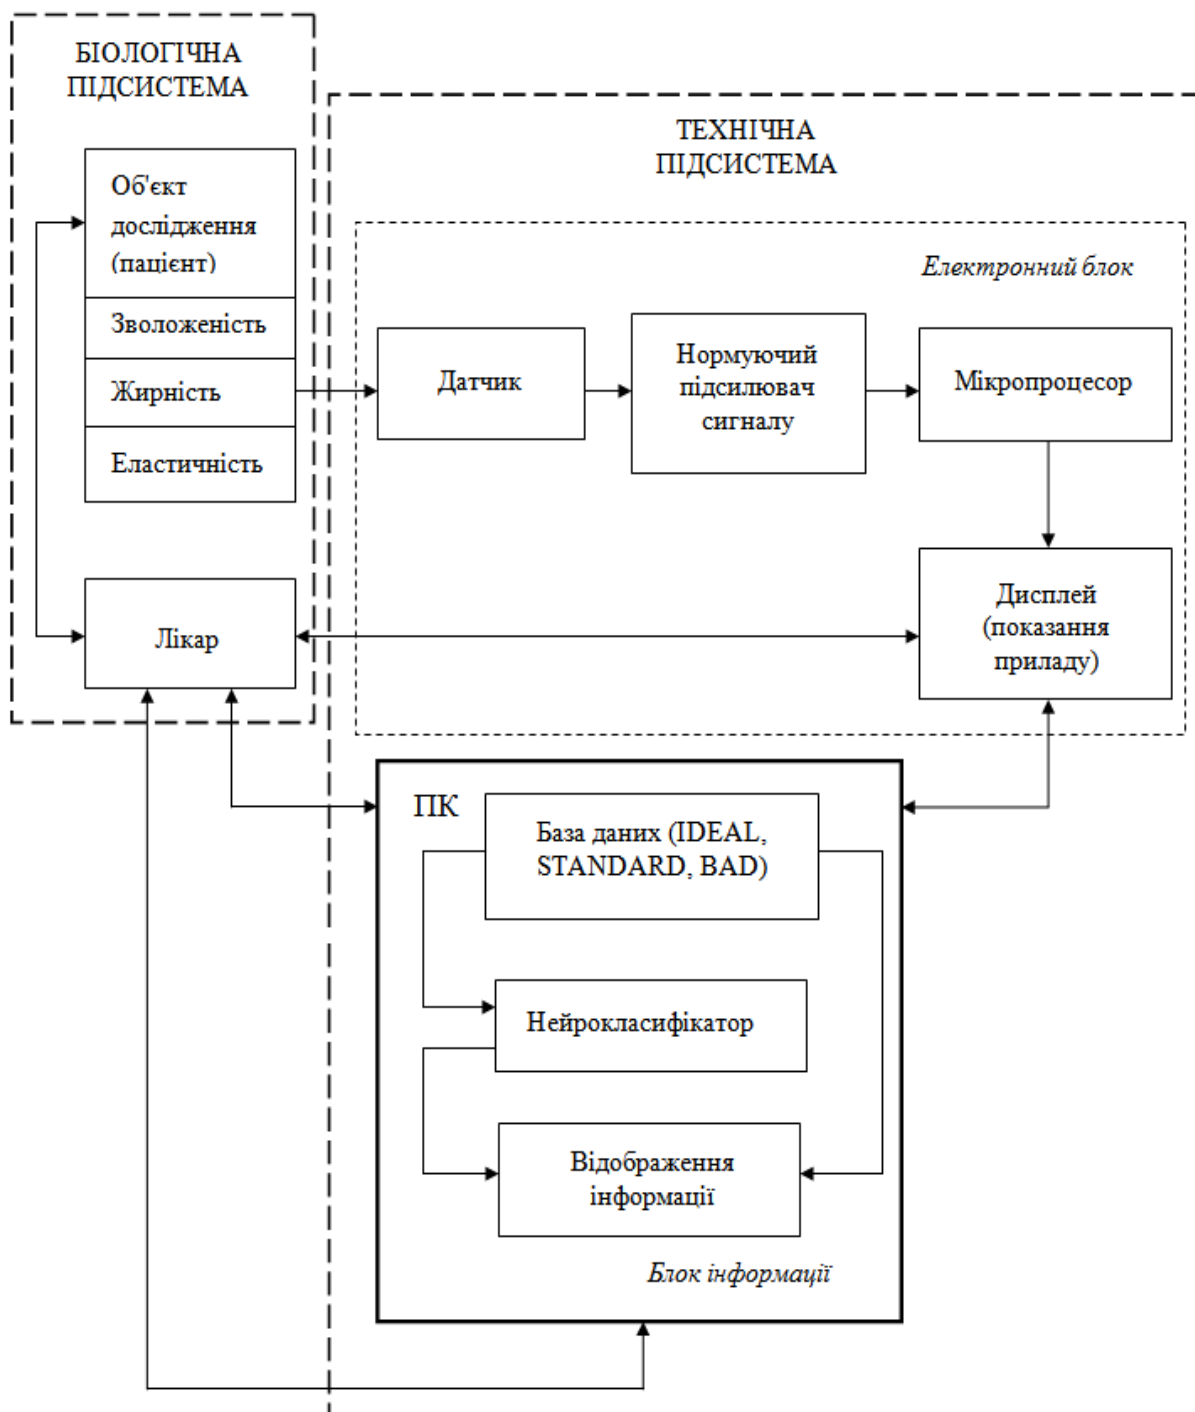 БІОЛОГІЧНА
ПІДСИСТЕМА
ТЕХНІЧНА
ПІДСИСТЕМА
Об'єкт
дослідження
(пацієнт)
Зволоженість
Жирність
Еластичність
Електронний блок
Датчик
Нормуючий
підсилювач
сигналу
Мікропроцесор
Лікар
Дисплей
(показання
приладу)
ПК
База даних (IDEAL,
STANDARD, BAD)
Нейрокласифікатор
Відображення
інформації
Блок інформації